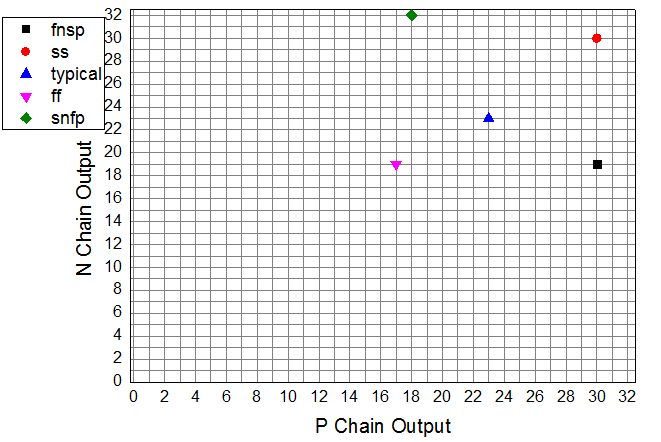 fnsp
ss
typical
ff
snfp
N Chain Output
32
30
28
26
24
22
20
18
16
14
12
10
8
6
4
2
0
0 2 4 6 8 10 12 14 16 18 20 22 24 26 28 30 32
P Chain Output